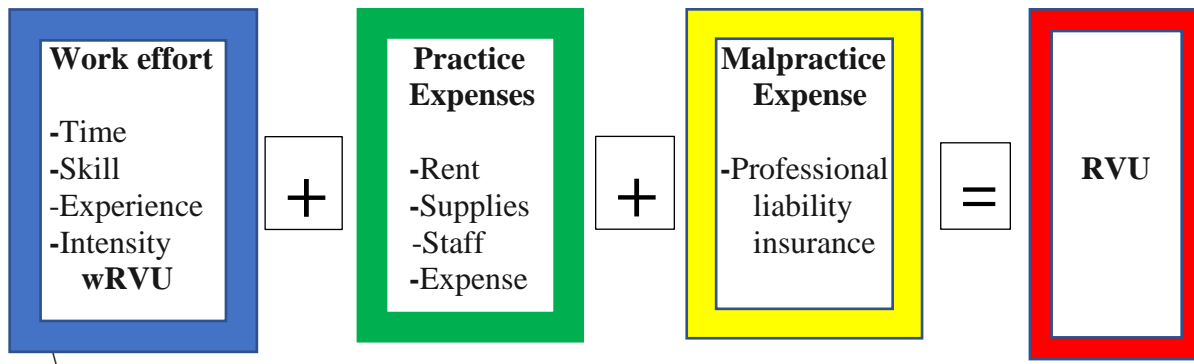 Work effort
-Time
-Skill
-Experience
-Intensity
wRVU
+
Practice
Expenses
-Rent
-Supplies
-Staff
-Expense
+
Malpractice
Expense
-Professional
liability
insurance
=
RVU